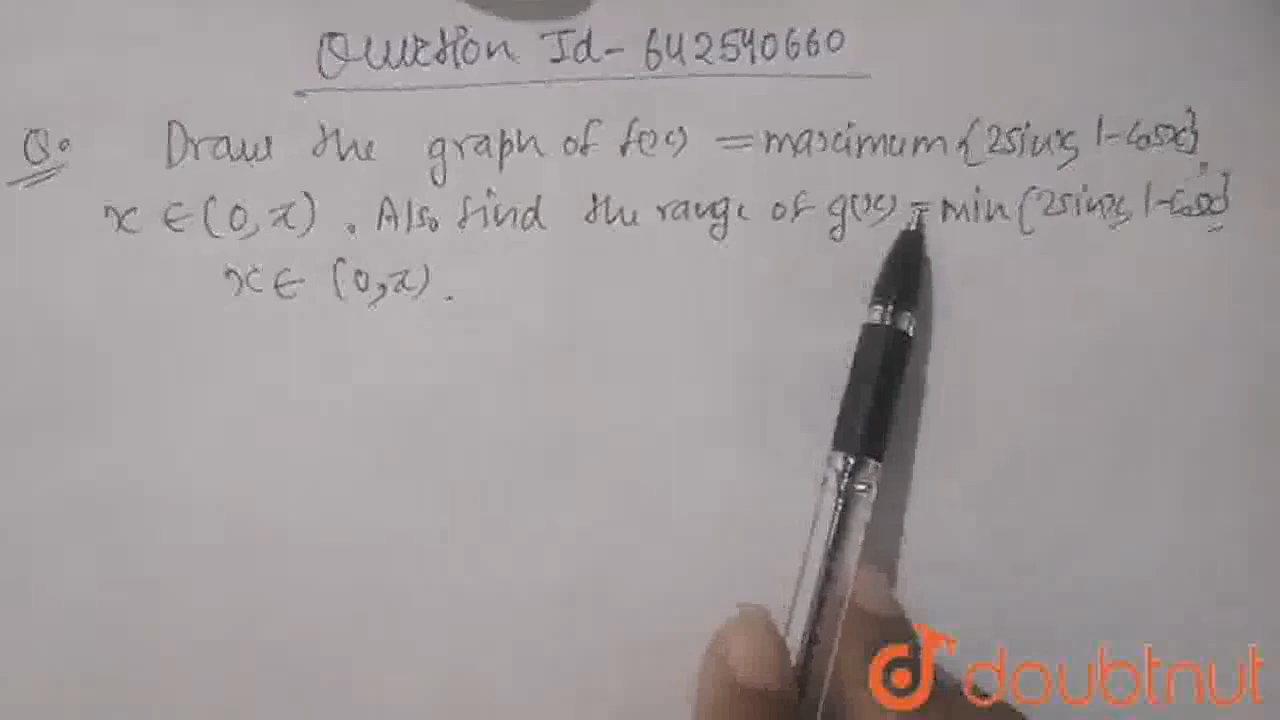 Question Id- 642540660
Q. Draw the graph of f(x) = maximum {2sinx, 1-Cosx}
x ∈ (0, π). Also find the range of g(x) = min {2sinx, 1-Cosx}
x ∈ (0, π).
doubtnut